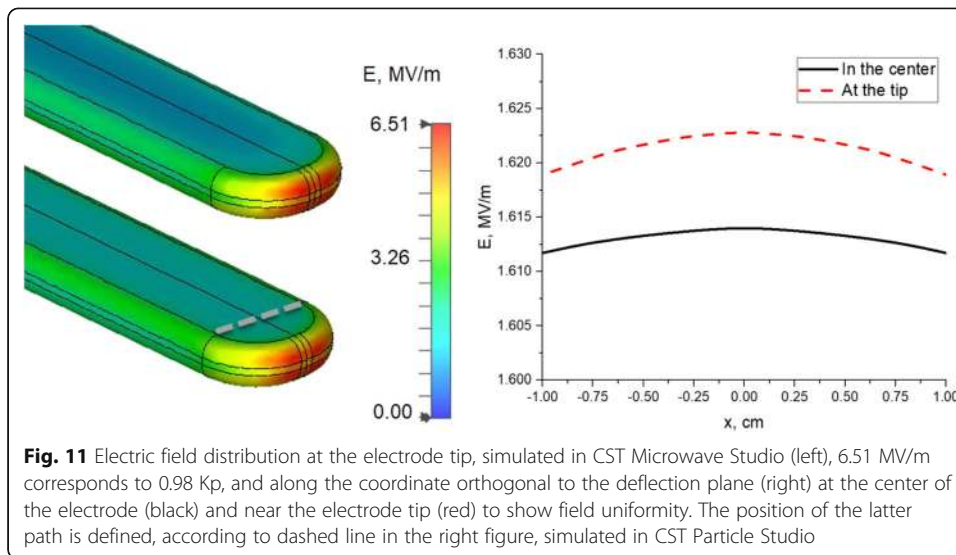 E, MV/m
6.51
3.26
0.00
E, MV/m
1.630
1.625
1.620
1.615
1.610
1.605
1.600
In the center
At the tip
-1.00 -0.75 -0.50 -0.25 0.00 0.25 0.50 0.75 1.00
x, cm
Fig. 11 Electric field distribution at the electrode tip, simulated in CST Microwave Studio (left), 6.51 MV/m
corresponds to 0.98 Kp, and along the coordinate orthogonal to the deflection plane (right) at the center of
the electrode (black) and near the electrode tip (red) to show field uniformity. The position of the latter
path is defined, according to dashed line in the right figure, simulated in CST Particle Studio